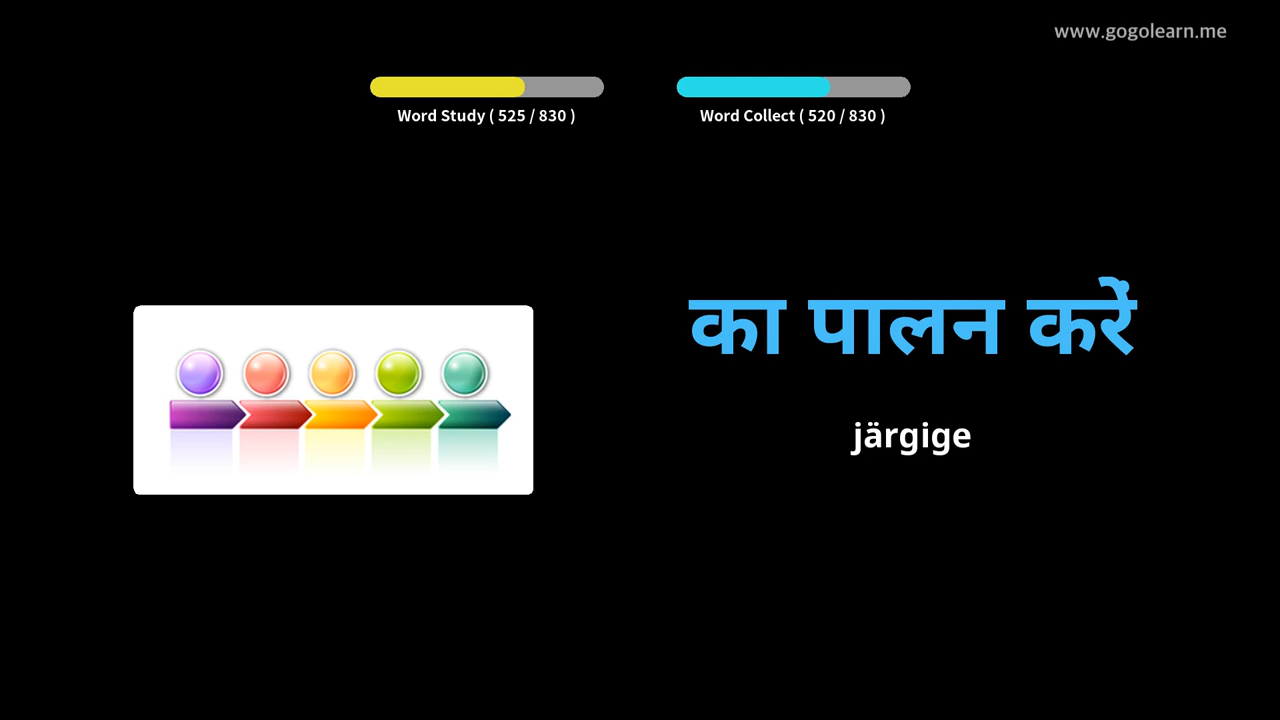 www.gogolearn.me
Word Study ( 525 / 830 )
Word Collect ( 520 / 830 )
का पालन करें
järgige